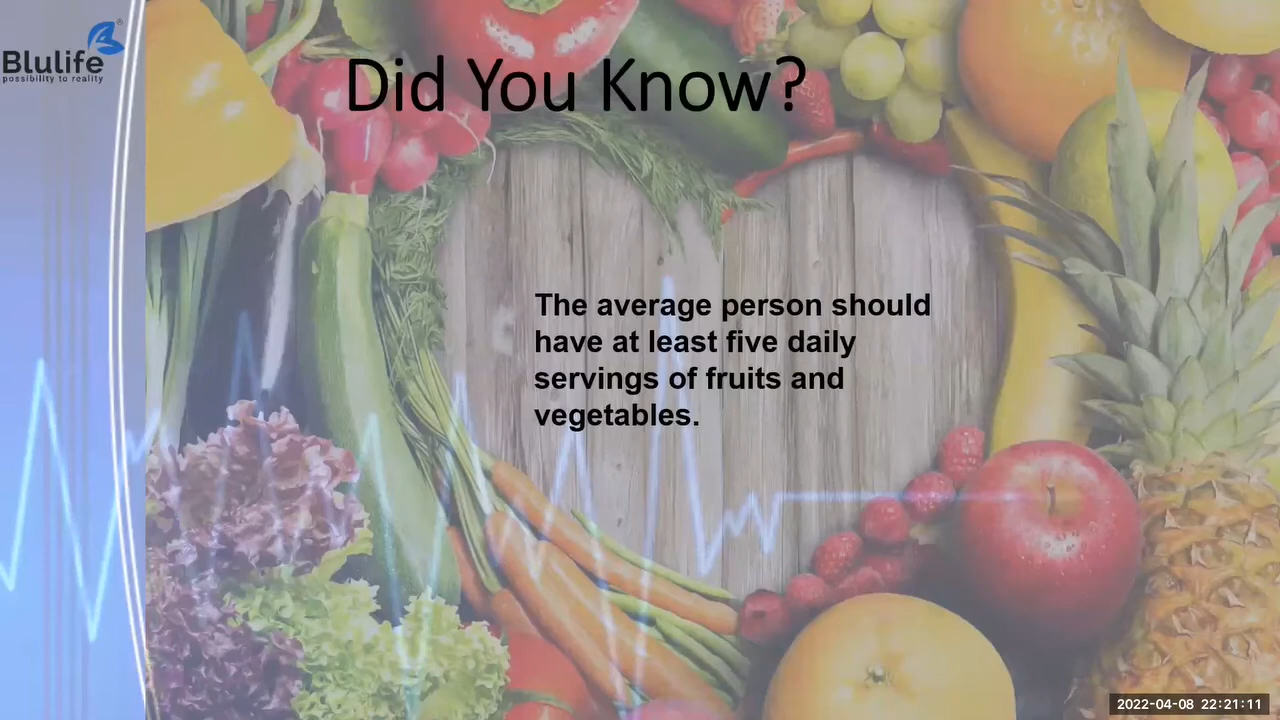 Blulife®
possibility to reality
Did You Know?
The average person should
have at least five daily
servings of fruits and
vegetables.
2022-04-08 22:21:11